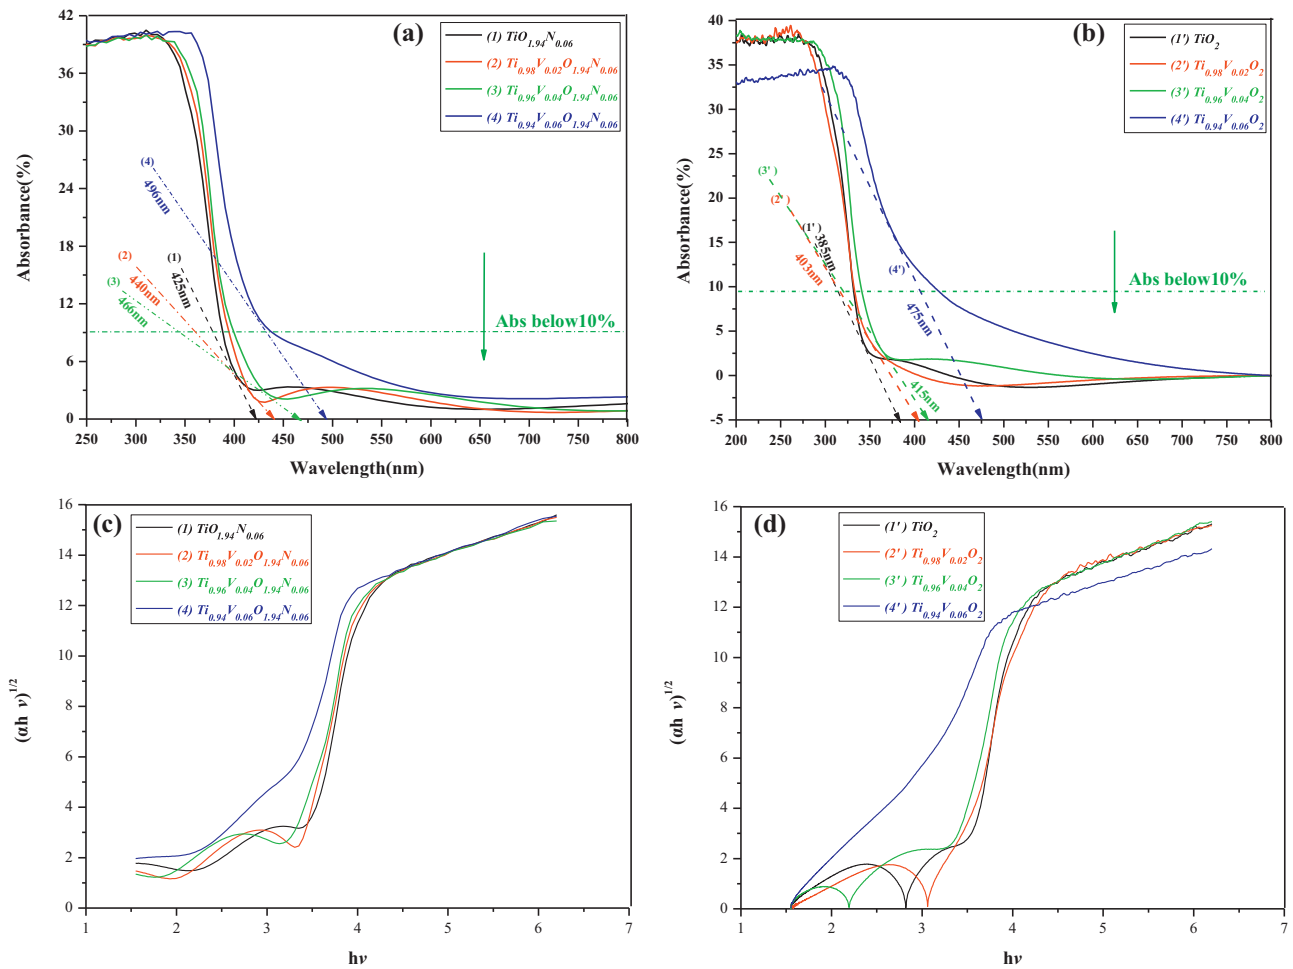 (a)
(1) TiO1.94N0.06
(2) Ti0.98V0.02O1.94N0.06
(3) Ti0.96V0.04O1.94N0.06
(4) Ti0.94V0.06O1.94N0.06
42
36
30
24
18
12
6
0
Absorbance(%)
(4)
496nm
(2)
440nm
(1)
425nm
(3)
466nm
Abs below10%
250 300 350 400 450 500 550 600 650 700 750 800
Wavelength(nm)
(b)
(1') TiO2
(2') Ti0.98V0.02O2
(3') Ti0.96V0.04O2
(4') Ti0.94V0.06O2
40
35
30
25
20
15
10
5
0
-5
Absorbance(%)
(3')
(2')
(1')
385nm
403nm
(4')
475nm
415nm
Abs below10%
200 250 300 350 400 450 500 550 600 650 700 750 800
Wavelength(nm)
(c)
(1) TiO1.94N0.06
(2) Ti0.98V0.02O1.94N0.06
(3) Ti0.96V0.04O1.94N0.06
(4) Ti0.94V0.06O1.94N0.06
16
14
12
10
8
6
4
2
0
(αh ν)1/2
1 2 3 4 5 6 7
hν
(d)
(1') TiO2
(2') Ti0.98V0.02O2
(3') Ti0.96V0.04O2
(4') Ti0.94V0.06O2
16
14
12
10
8
6
4
2
0
(αh ν)1/2
1 2 3 4 5 6 7
hν